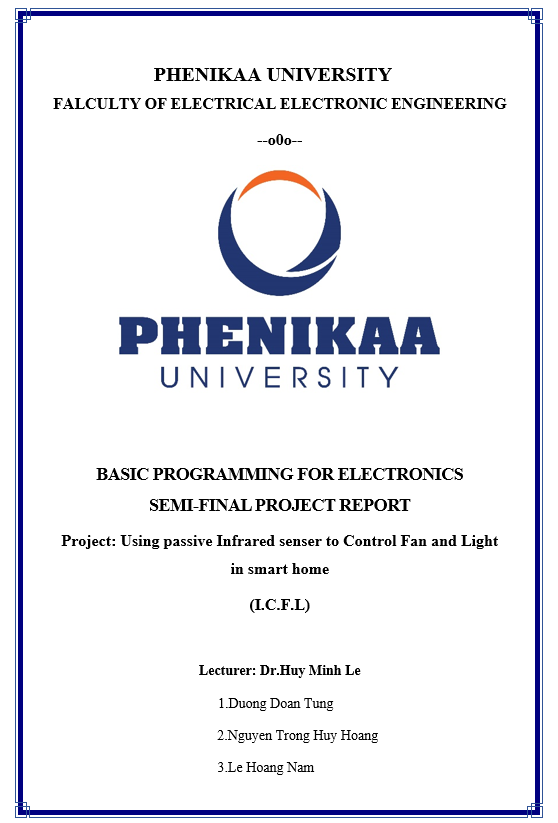 PHENIKAA UNIVERSITY
FALCULTY OF ELECTRICAL ELECTRONIC ENGINEERING
--o0o--
PHENIKAA
UNIVERSITY
BASIC PROGRAMMING FOR ELECTRONICS
SEMI-FINAL PROJECT REPORT
Project: Using passive Infrared senser to Control Fan and Light
in smart home
(I.C.F.L)
Lecturer: Dr.Huy Minh Le
1.Duong Doan Tung
2.Nguyen Trong Huy Hoang
3.Le Hoang Nam